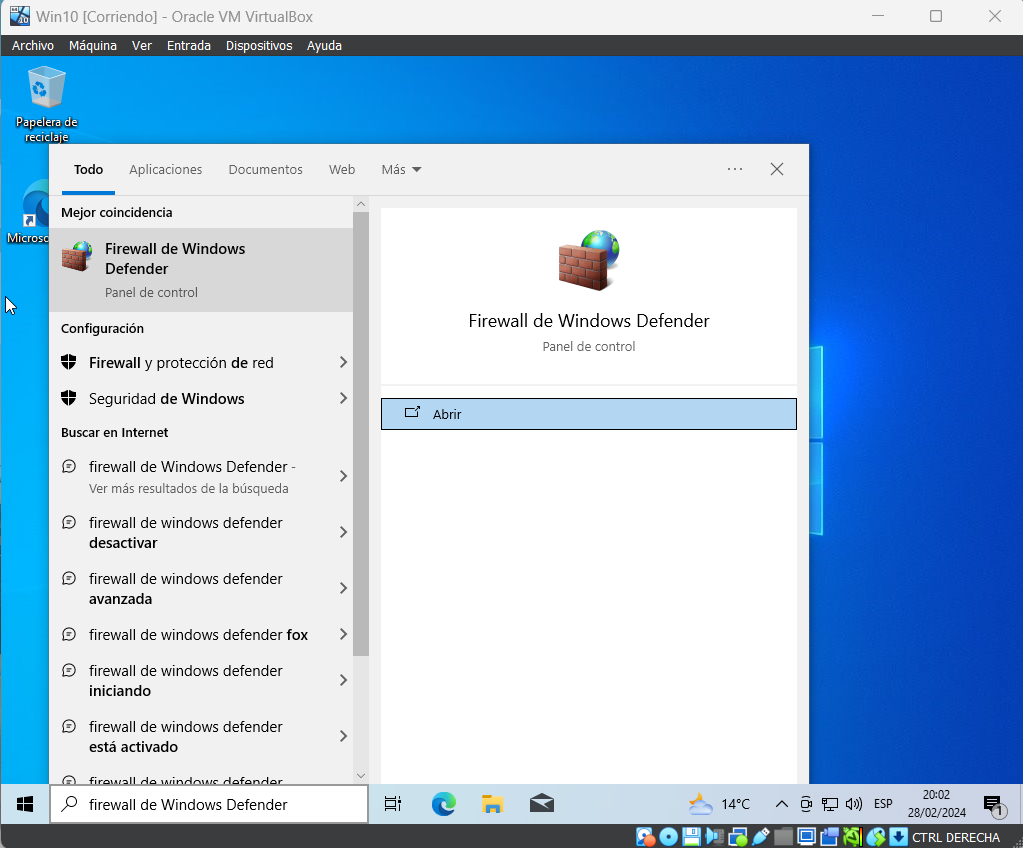 Win10 [Corriendo] - Oracle VM VirtualBox
Archivo Máquina Ver Entrada Dispositivos Ayuda
Papelera de
reciclaje
Todo Aplicaciones Documentos Web Más
Mejor coincidencia
Firewall de Windows
Defender
Panel de control
Configuración
Firewall y protección de red
Seguridad de Windows
Buscar en Internet
firewall de Windows Defender -
Ver más resultados de la búsqueda
firewall de windows defender
desactivar
firewall de windows defender
avanzada
firewall de windows defender fox
firewall de windows defender
iniciando
firewall de windows defender
está activado
firewall de windows defender
Firewall de Windows Defender
Panel de control
Abrir
Microso
firewall de Windows Defender
14°C
ESP
20:02
28/02/2024
1
CTRL DERECHA